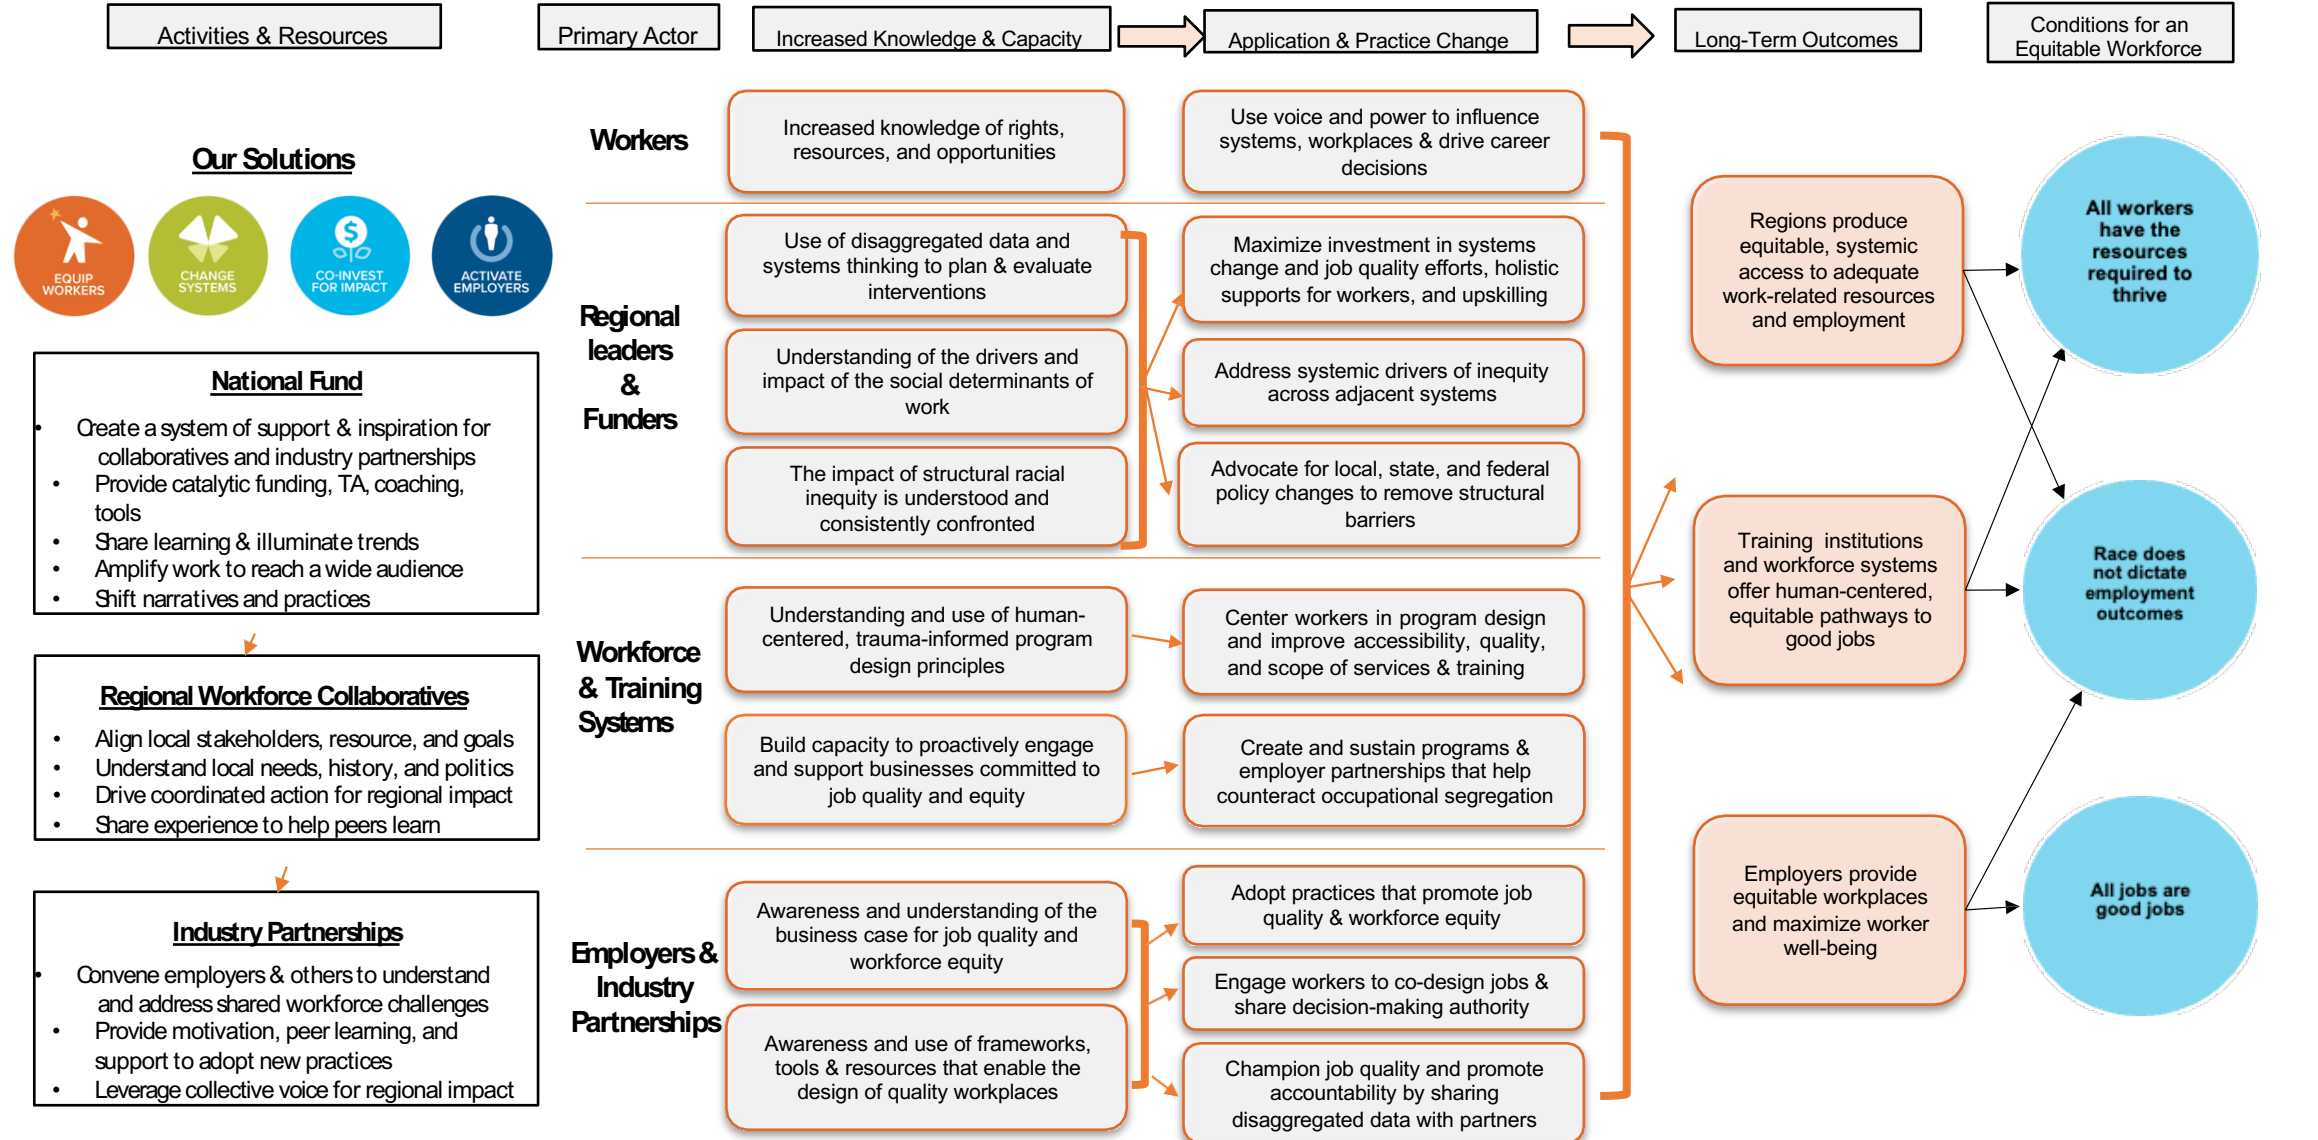 Activities & Resources
Primary Actor
Increased Knowledge & Capacity
Application & Practice Change
Long-Term Outcomes
Conditions for an
Equitable Workforce
Our Solutions
EQUIP
WORKERS
CHANGE
SYSTEMS
$
CO-INVEST
FOR IMPACT
ACTIVATE
EMPLOYERS
National Fund
• Create a system of support & inspiration for
collaboratives and industry partnerships
• Provide catalytic funding, TA, coaching,
tools
• Share learning & illuminate trends
• Amplify work to reach a wide audience
• Shift narratives and practices
Regional Workforce Collaboratives
• Align local stakeholders, resource, and goals
• Understand local needs, history, and politics
• Drive coordinated action for regional impact
• Share experience to help peers learn
Industry Partnerships
• Convene employers & others to understand
and address shared workforce challenges
• Provide motivation, peer learning, and
support to adopt new practices
• Leverage collective voice for regional impact
Workers
Increased knowledge of rights,
resources, and opportunities
Use voice and power to influence
systems, workplaces & drive career
decisions
Regional
leaders
&
Funders
Use of disaggregated data and
systems thinking to plan & evaluate
interventions
Understanding of the drivers and
impact of the social determinants of
work
The impact of structural racial
inequity is understood and
consistently confronted
Maximize investment in systems
change and job quality efforts, holistic
supports for workers, and upskilling
Address systemic drivers of inequity
across adjacent systems
Advocate for local, state, and federal
policy changes to remove structural
barriers
Workforce
& Training
Systems
Understanding and use of human-
centered, trauma-informed program
design principles
Build capacity to proactively engage
and support businesses committed to
job quality and equity
Center workers in program design
and improve accessibility, quality,
and scope of services & training
Create and sustain programs &
employer partnerships that help
counteract occupational segregation
Employers &
Industry
Partnerships
Awareness and understanding of the
business case for job quality and
workforce equity
Awareness and use of frameworks,
tools & resources that enable the
design of quality workplaces
Adopt practices that promote job
quality & workforce equity
Engage workers to co-design jobs &
share decision-making authority
Champion job quality and promote
accountability by sharing
disaggregated data with partners
Regions produce
equitable, systemic
access to adequate
work-related resources
and employment
Training institutions
and workforce systems
offer human-centered,
equitable pathways to
good jobs
Employers provide
equitable workplaces
and maximize worker
well-being
All workers
have the
resources
required to
thrive
Race does
not dictate
employment
outcomes
All jobs are
good jobs